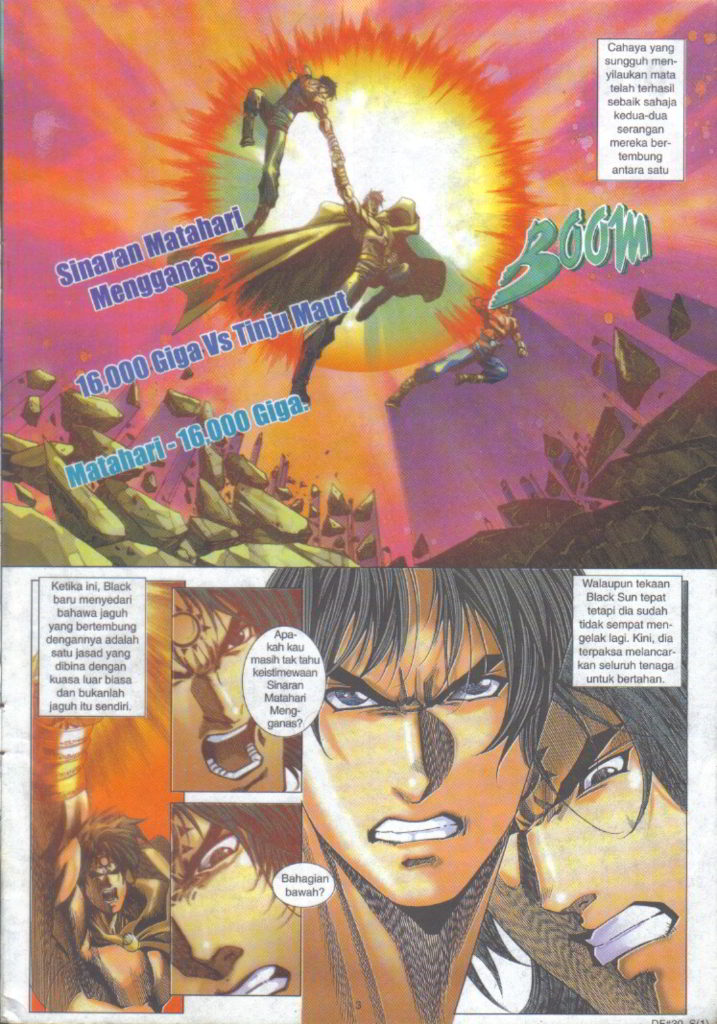 Cahaya yang
sungguh men-
yilaukan mata
telah terhasil
sebaik sahaja
kedua-dua
serangan
mereka ber-
tembung
antara satu
Sinaran Matahari
Mengganas -
BOOM
16,000 Giga Vs Tinju Maut
Matahari - 16.000 Giga.
Ketika ini, Black
baru menyedari
bahawa jaguh
yang bertembung
dengannya adalah
satu jasad yang
dibina dengan
kuasa luar biasa
dan bukanlah
jaguh itu sendiri.
Apa-
kah kau
masih tak tahu
keistimewaan
Sinaran
Matahari
Meng-
ganas?
Bahagian
bawah?
Walaupun tekaan
Black Sun tepat
tetapi dia sudah
tidak sempat men-
gelak lagi. Kini, dia
terpaksa melancar-
kan seluruh tenaga
untuk bertahan.
3